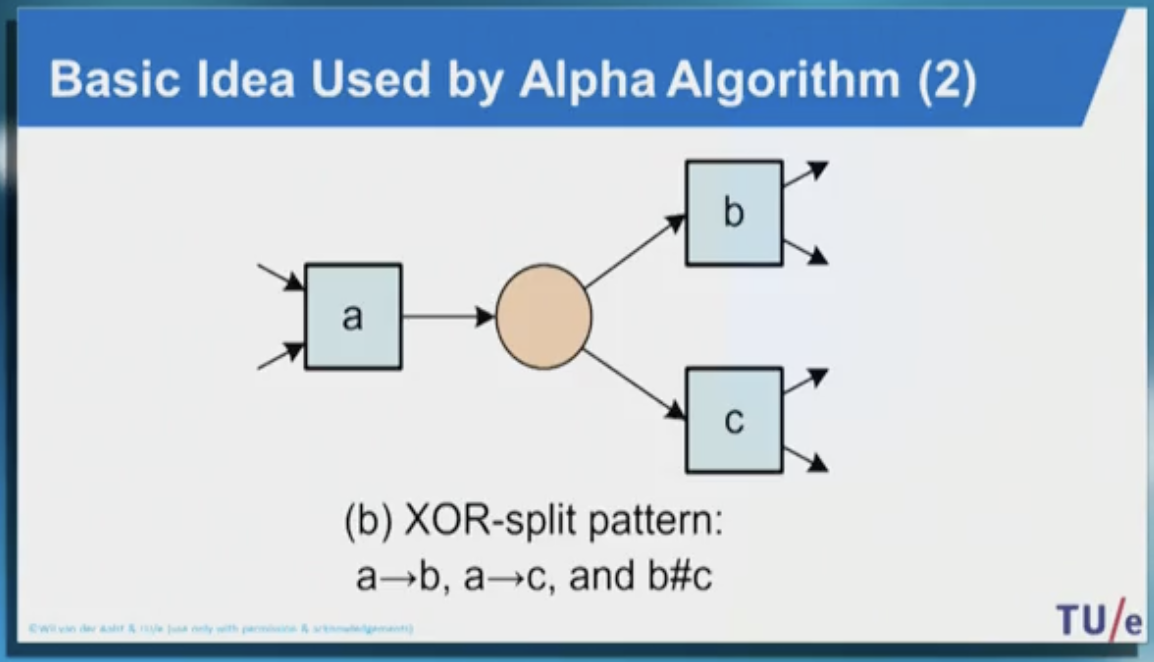 Basic Idea Used by Alpha Algorithm (2)
b
a
c
(b) XOR-split pattern:
a→b, a→c, and b#c
©Wil van der Aalst & TU/e (use only with permission & acknowledgements)
TU/e